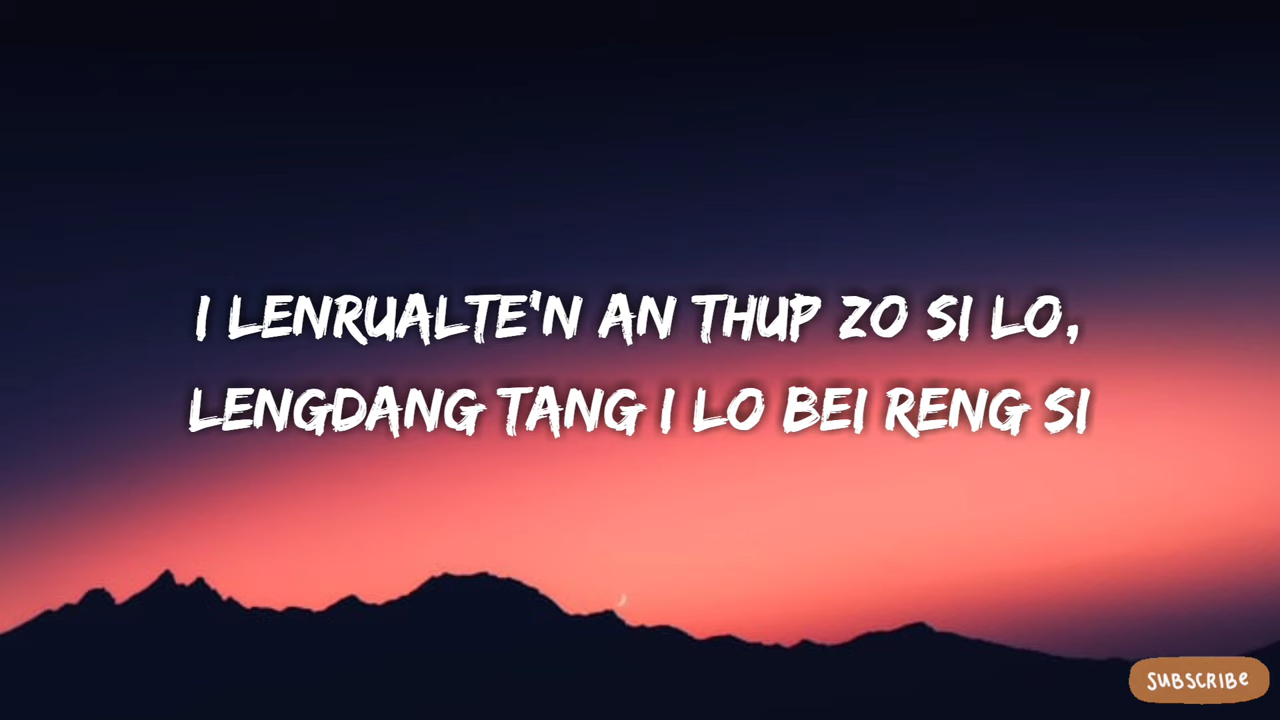 I LENRUALTE'N AN THUP ZO SI LO,
LENGDANG TANG I LO BEI RENG SI
SUBSCRIBE